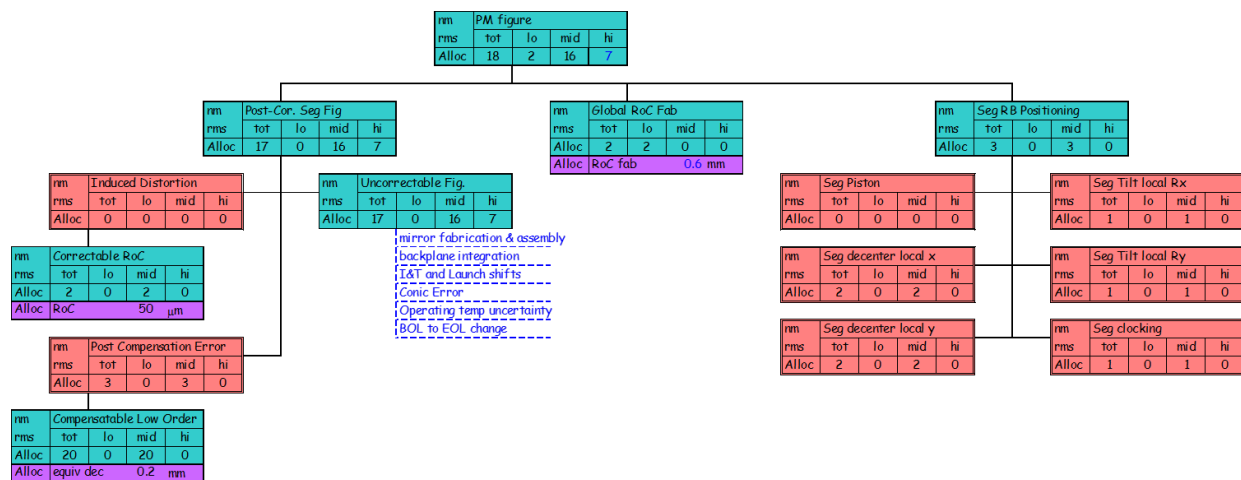 nm PM figure
rms tot lo mid hi
Alloc 18 2 16 7
nm Post-Cor. Seg Fig
rms tot lo mid hi
Alloc 17 0 16 7
nm Global RoC Fab
rms tot lo mid hi
Alloc 2 2 0 0
Alloc RoC fab 0.6 mm
nm Seg RB Positioning
rms tot lo mid hi
Alloc 3 0 3 0
nm Induced Distortion
rms tot lo mid hi
Alloc 0 0 0 0
nm Uncorrectable Fig.
rms tot lo mid hi
Alloc 17 0 16 7
mirror fabrication & assembly
backplane integration
I&T and Launch shifts
Conic Error
Operating temp uncertainty
BOL to EOL change
nm Correctable RoC
rms tot lo mid hi
Alloc 2 0 2 0
Alloc RoC 50 μm
nm Post Compensation Error
rms tot lo mid hi
Alloc 3 0 3 0
nm Compensatable Low Order
rms tot lo mid hi
Alloc 20 0 20 0
Alloc equiv dec 0.2 mm
nm Seg Piston
rms tot lo mid hi
Alloc 0 0 0 0
nm Seg Tilt local Rx
rms tot lo mid hi
Alloc 1 0 1 0
nm Seg decenter local x
rms tot lo mid hi
Alloc 2 0 2 0
nm Seg Tilt local Ry
rms tot lo mid hi
Alloc 1 0 1 0
nm Seg decenter local y
rms tot lo mid hi
Alloc 2 0 2 0
nm Seg clocking
rms tot lo mid hi
Alloc 1 0 1 0